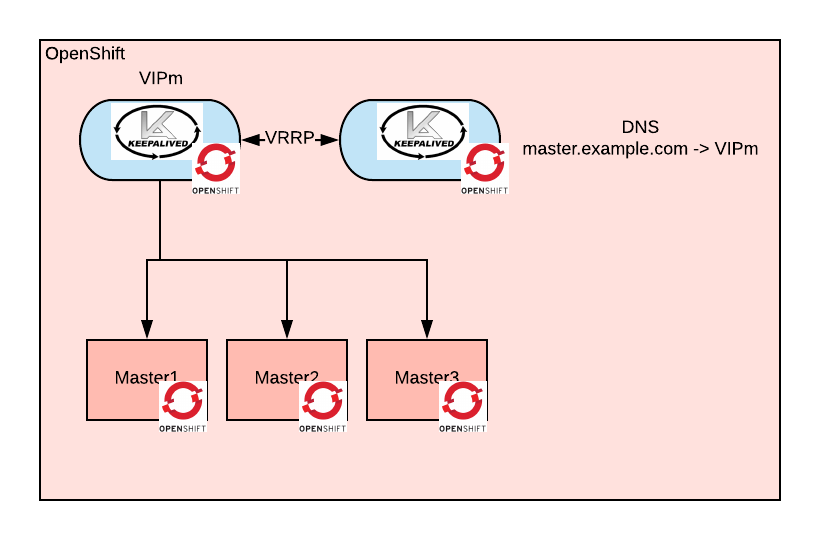 OpenShift
VIPm
KEEPALIVED
VRRP
KEEPALIVED
DNS
master.example.com -> VIPm
OPENSHIFT
OPENSHIFT
Master1
Master2
Master3
OPENSHIFT
OPENSHIFT
OPENSHIFT